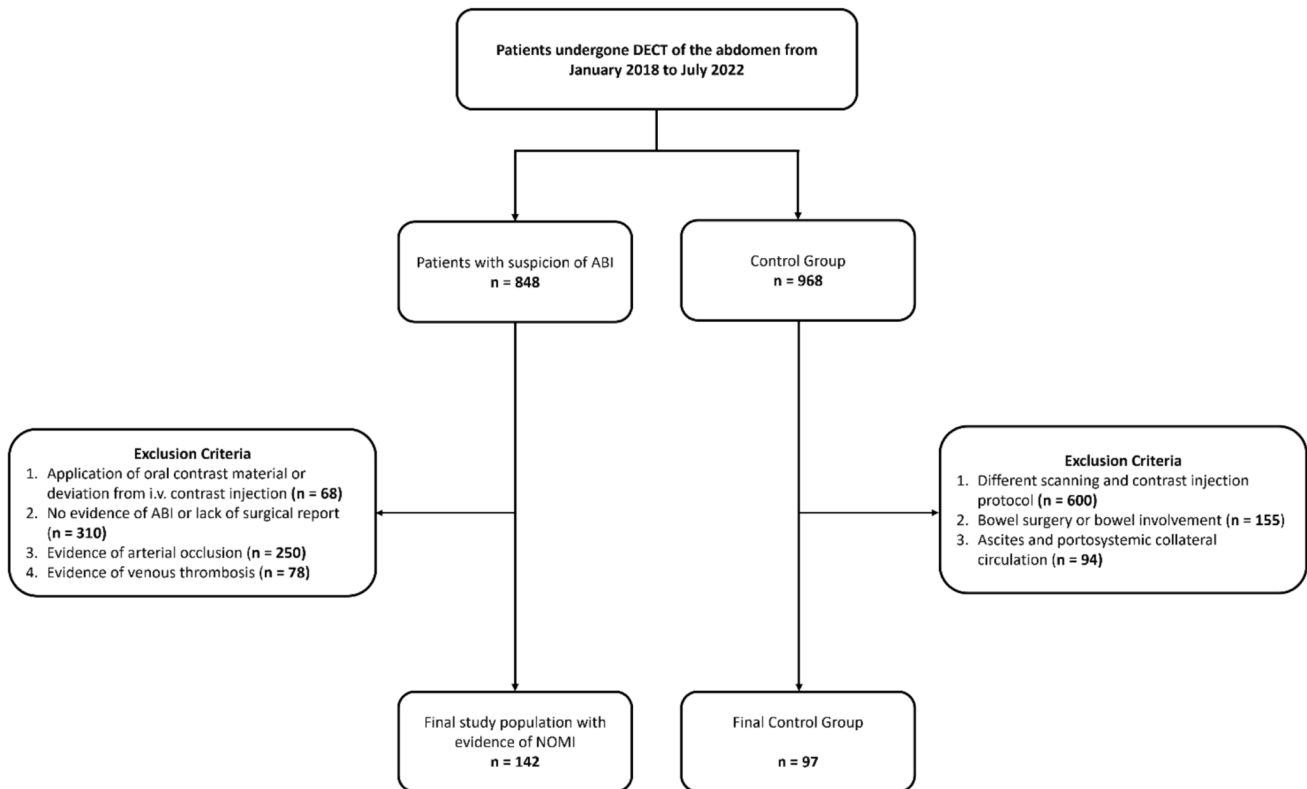 Patients undergone DECT of the abdomen from
January 2018 to July 2022
Patients with suspicion of ABI
n = 848
Control Group
n = 968
Exclusion Criteria
1. Application of oral contrast material or
deviation from i.v. contrast injection (n = 68)
2. No evidence of ABI or lack of surgical report
(n = 310)
3. Evidence of arterial occlusion (n = 250)
4. Evidence of venous thrombosis (n = 78)
Exclusion Criteria
1. Different scanning and contrast injection
protocol (n = 600)
2. Bowel surgery or bowel involvement (n = 155)
3. Ascites and portosystemic collateral
circulation (n = 94)
Final study population with
evidence of NOMI
n = 142
Final Control Group
n = 97